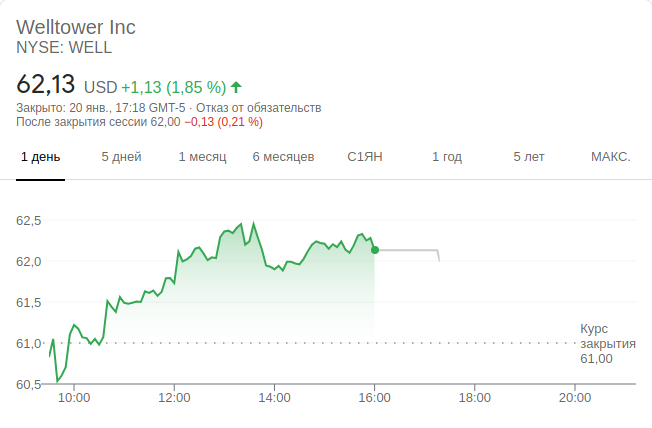 Welltower Inc
NYSE: WELL
62,13 USD +1,13 (1,85 %)
Закрыто: 20 янв., 17:18 GMT-5 · Отказ от обязательств
После закрытия сессии 62,00 −0,13 (0,21 %)
1 день 5 дней 1 месяц 6 месяцев С1ЯН 1 год 5 лет МАКС.
62,5
62,0
61,5
61,0
60,5
Курс
закрытия
61,00
10:00 12:00 14:00 16:00 18:00 20:00